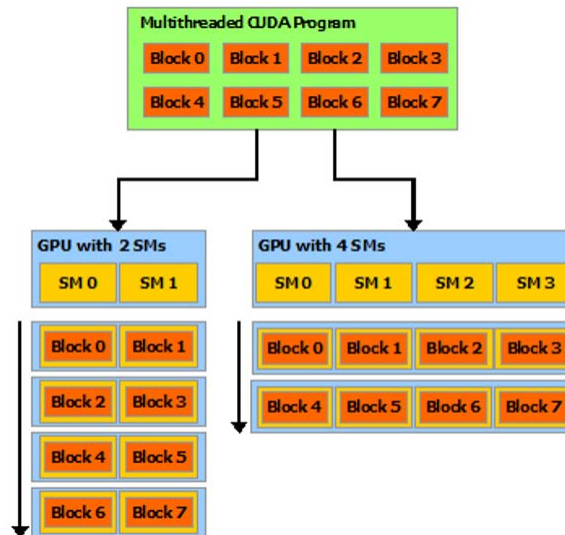 Multithreaded CUDA Program
Block 0 Block 1 Block 2 Block 3
Block 4 Block 5 Block 6 Block 7
GPU with 2 SMs
SM 0 SM 1
Block 0 Block 1
Block 2 Block 3
Block 4 Block 5
Block 6 Block 7
GPU with 4 SMs
SM 0 SM 1 SM 2 SM 3
Block 0 Block 1 Block 2 Block 3
Block 4 Block 5 Block 6 Block 7